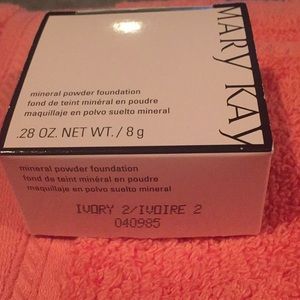 MARY KAY
mineral powder foundation
fond de teint minéral en poudre
maquillaje en polvo suelto mineral
.28 OZ. NET WT. / 8 g
mineral powder foundation
fond de teint minéral en poudre
maquillaje en polvo suelto mineral
IVORY 2/IVOIRE 2
040985